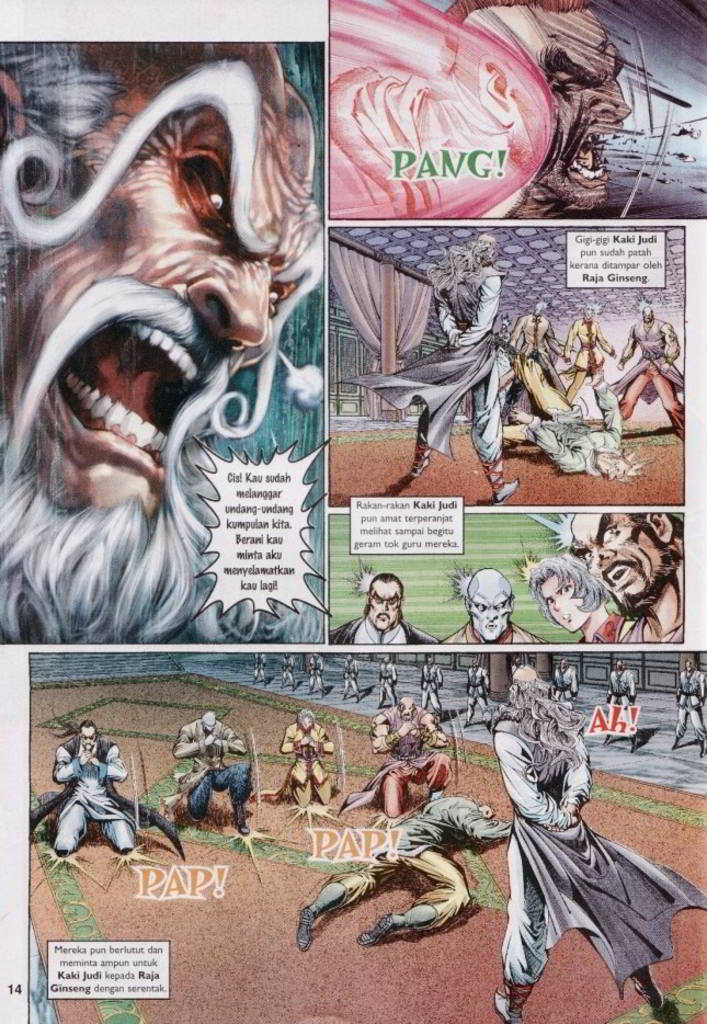 PANG!
Gigi-gigi Kaki Judi
pun sudah patah
kerana ditampar oleh
Raja Ginseng.
Cis! Kau sudah
melanggar
undang-undang
kumpulan kita.
Berani kau
minta aku
menyelamatkan
kau lagi!
Rakan-rakan Kaki Judi
pun amat terperanjat
melihat sampai begitu
geram tok guru mereka.
AH!
PAP!
PAP!
Mereka pun berlutut dan
meminta ampun untuk
Kaki Judi kepada Raja
Ginseng dengan serentak.
14